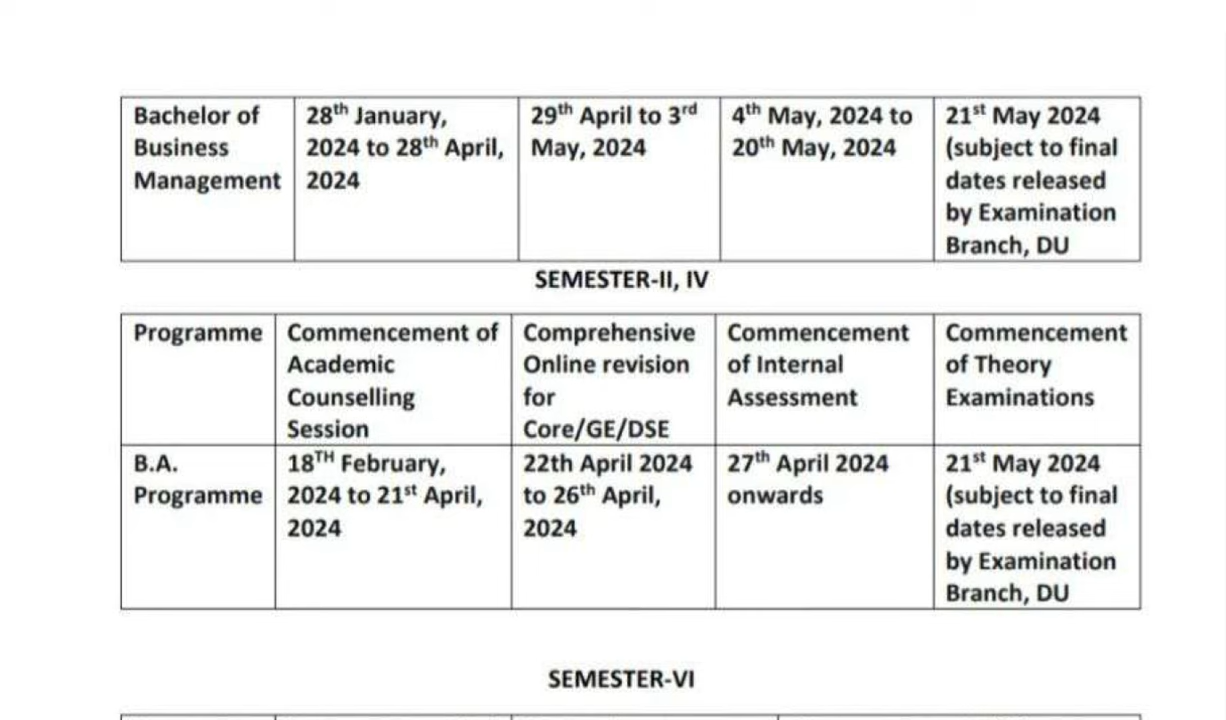 Bachelor of Business Management | 28th January, 2024 to 28th April, 2024 | 29th April to 3rd May, 2024 | 4th May, 2024 to 20th May, 2024 | 21st May 2024 (subject to final dates released by Examination Branch, DU
SEMESTER-II, IV
Programme | Commencement of Academic Counselling Session | Comprehensive Online revision for Core/GE/DSE | Commencement of Internal Assessment | Commencement of Theory Examinations
B.A. Programme | 18TH February, 2024 to 21st April, 2024 | 22th April 2024 to 26th April, 2024 | 27th April 2024 onwards | 21st May 2024 (subject to final dates released by Examination Branch, DU
SEMESTER-VI